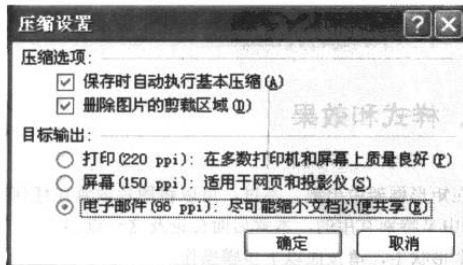 压缩设置
压缩选项:
保存时自动执行基本压缩(A)
删除图片的剪裁区域(D)
目标输出:
打印(220 ppi): 在多数打印机和屏幕上质量良好(P)
屏幕(150 ppi): 适用于网页和投影仪(S)
电子邮件(96 ppi): 尽可能缩小文档以便共享(E)
确定 取消